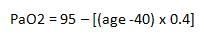 PaO2 = 95 – [(age -40) x 0.4]